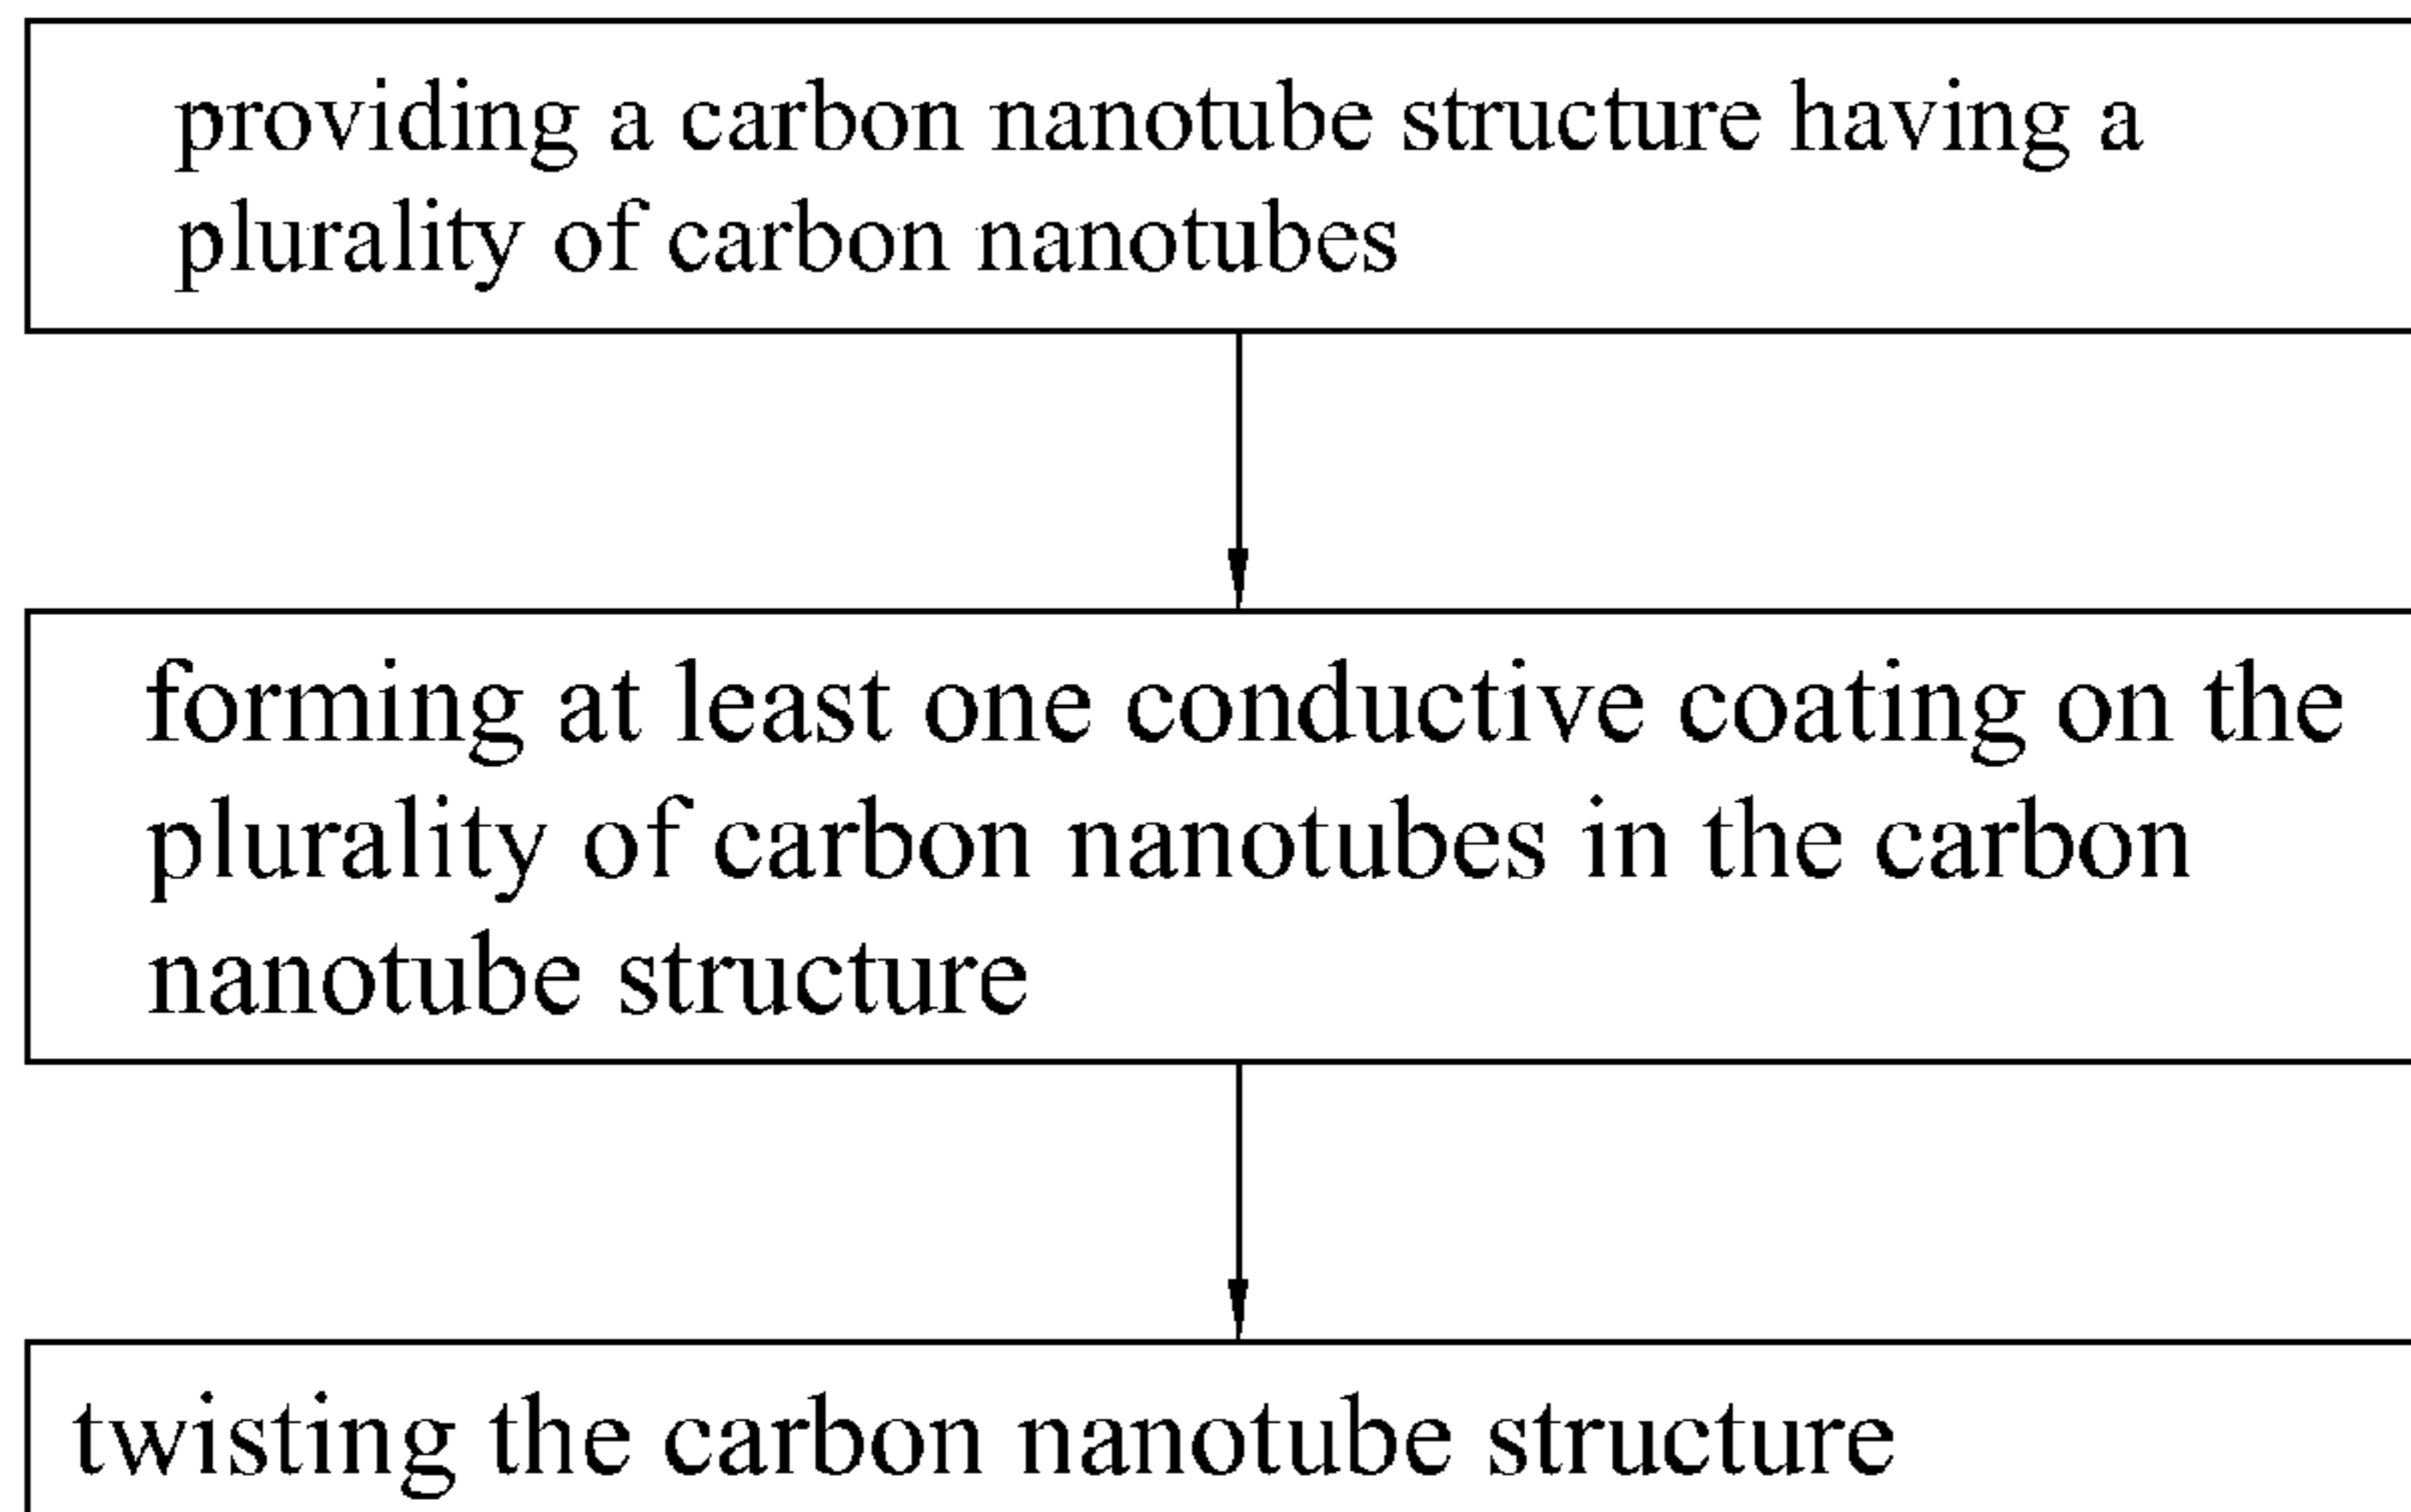 providing a carbon nanotube structure having a
plurality of carbon nanotubes
forming at least one conductive coating on the
plurality of carbon nanotubes in the carbon
nanotube structure
twisting the carbon nanotube structure